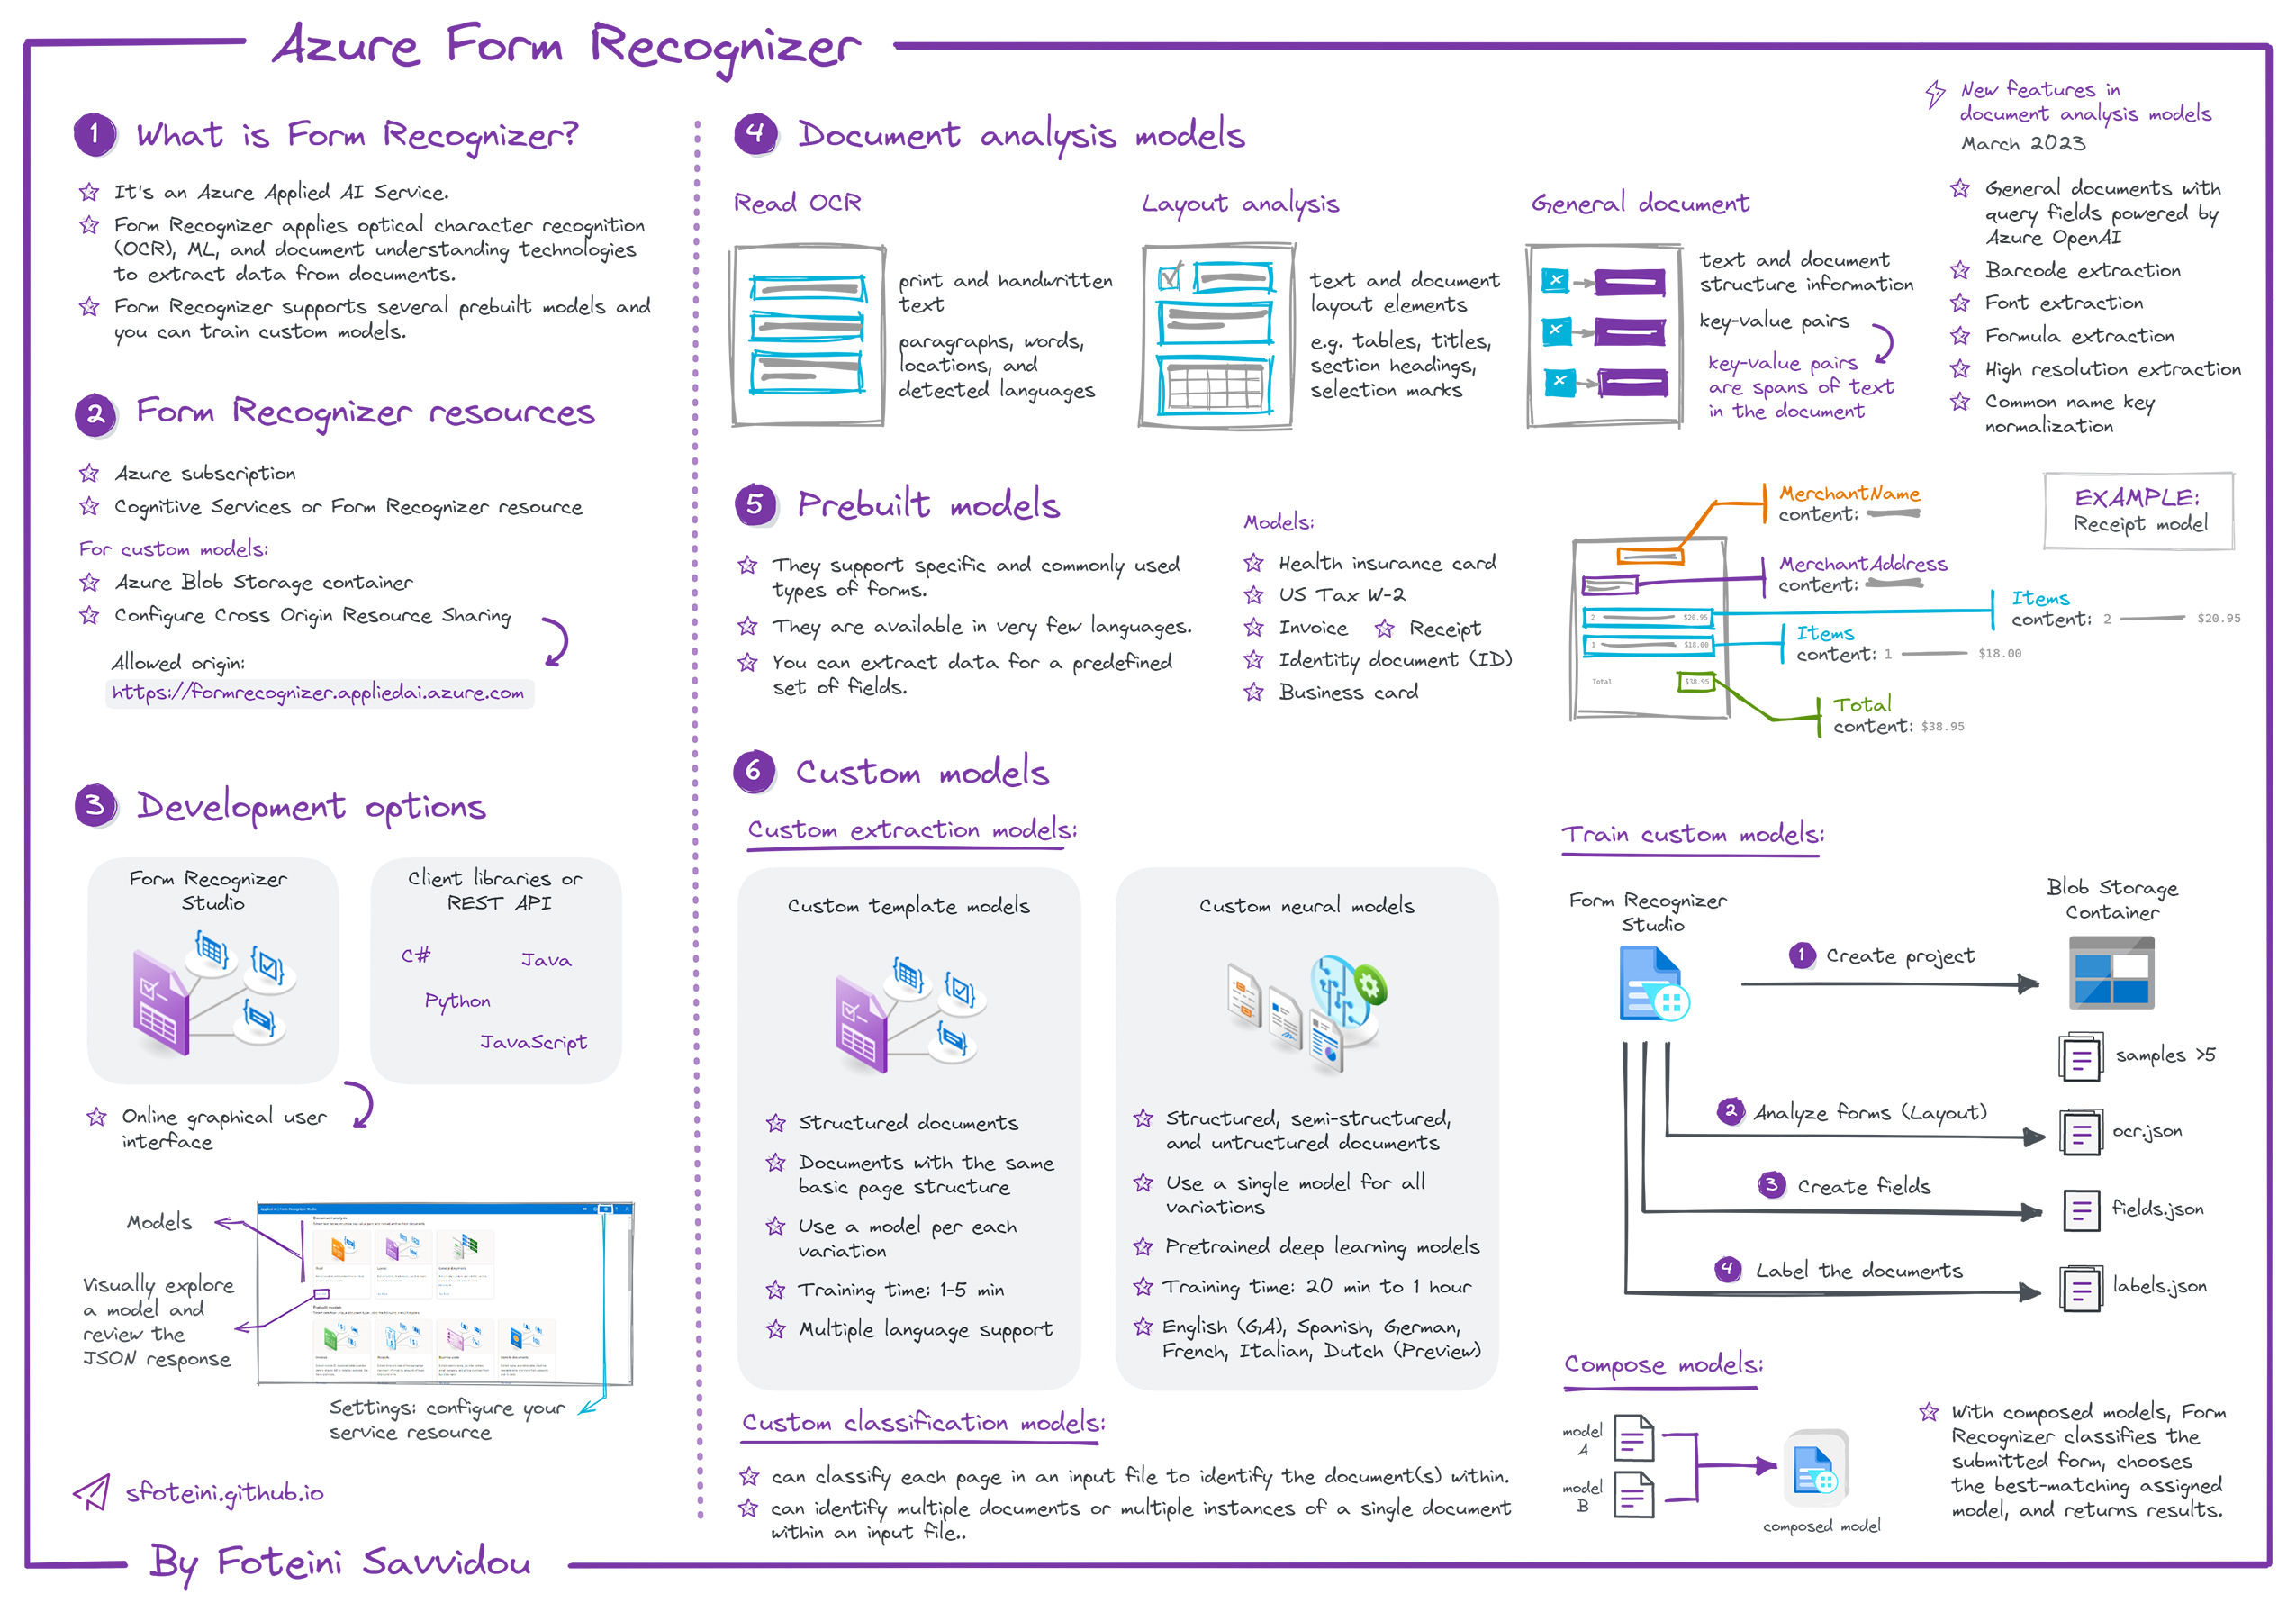 Azure Form Recognizer
1 What is Form Recognizer?
It's an Azure Applied AI Service.
Form Recognizer applies optical character recognition
(OCR), ML, and document understanding technologies
to extract data from documents.
Form Recognizer supports several prebuilt models and
you can train custom models.
2 Form Recognizer resources
Azure subscription
Cognitive Services or Form Recognizer resource
For custom models:
Azure Blob Storage container
Configure Cross Origin Resource Sharing
Allowed origin:
https://formrecognizer.appliedai.azure.com
3 Development options
Form Recognizer
Studio
Client libraries or
REST API
C#
Java
Python
JavaScript
Online graphical user
interface
Models
Visually explore
a model and
review the
JSON response
Document analysis
Prebuilt models
Settings: configure your
service resource
sfoteini.github.io
4 Document analysis models
Read OCR
print and handwritten
text
paragraphs, words,
locations, and
detected languages
Layout analysis
text and document
layout elements
e.g. tables, titles,
section headings,
selection marks
General document
text and document
structure information
key-value pairs
key-value pairs
are spans of text
in the document
New features in
document analysis models
March 2023
General documents with
query fields powered by
Azure OpenAI
Barcode extraction
Font extraction
Formula extraction
High resolution extraction
Common name key
normalization
5 Prebuilt models
They support specific and commonly used
types of forms.
They are available in very few languages.
You can extract data for a predefined
set of fields.
Models:
Health insurance card
US Tax W-2
Invoice
Receipt
Identity document (ID)
Business card
EXAMPLE:
Receipt model
MerchantName
content:
MerchantAddress
content:
Items
content: 2 $20.95
Items
content: 1 $18.00
Total
content: $38.95
2 $20.95
1 $18.00
Total $38.95
6 Custom models
Custom extraction models:
Custom template models
Structured documents
Documents with the same
basic page structure
Use a model per each
variation
Training time: 1-5 min
Multiple language support
Custom neural models
Structured, semi-structured,
and untructured documents
Use a single model for all
variations
Pretrained deep learning models
Training time: 20 min to 1 hour
English (GA), Spanish, German,
French, Italian, Dutch (Preview)
Custom classification models:
can classify each page in an input file to identify the document(s) within.
can identify multiple documents or multiple instances of a single document
within an input file..
Train custom models:
Form Recognizer
Studio
Blob Storage
Container
1 Create project
samples >5
2 Analyze forms (Layout)
ocr.json
3 Create fields
fields.json
4 Label the documents
labels.json
Compose models:
model
A
model
B
composed model
With composed models, Form
Recognizer classifies the
submitted form, chooses
the best-matching assigned
model, and returns results.
By Foteini Savvidou